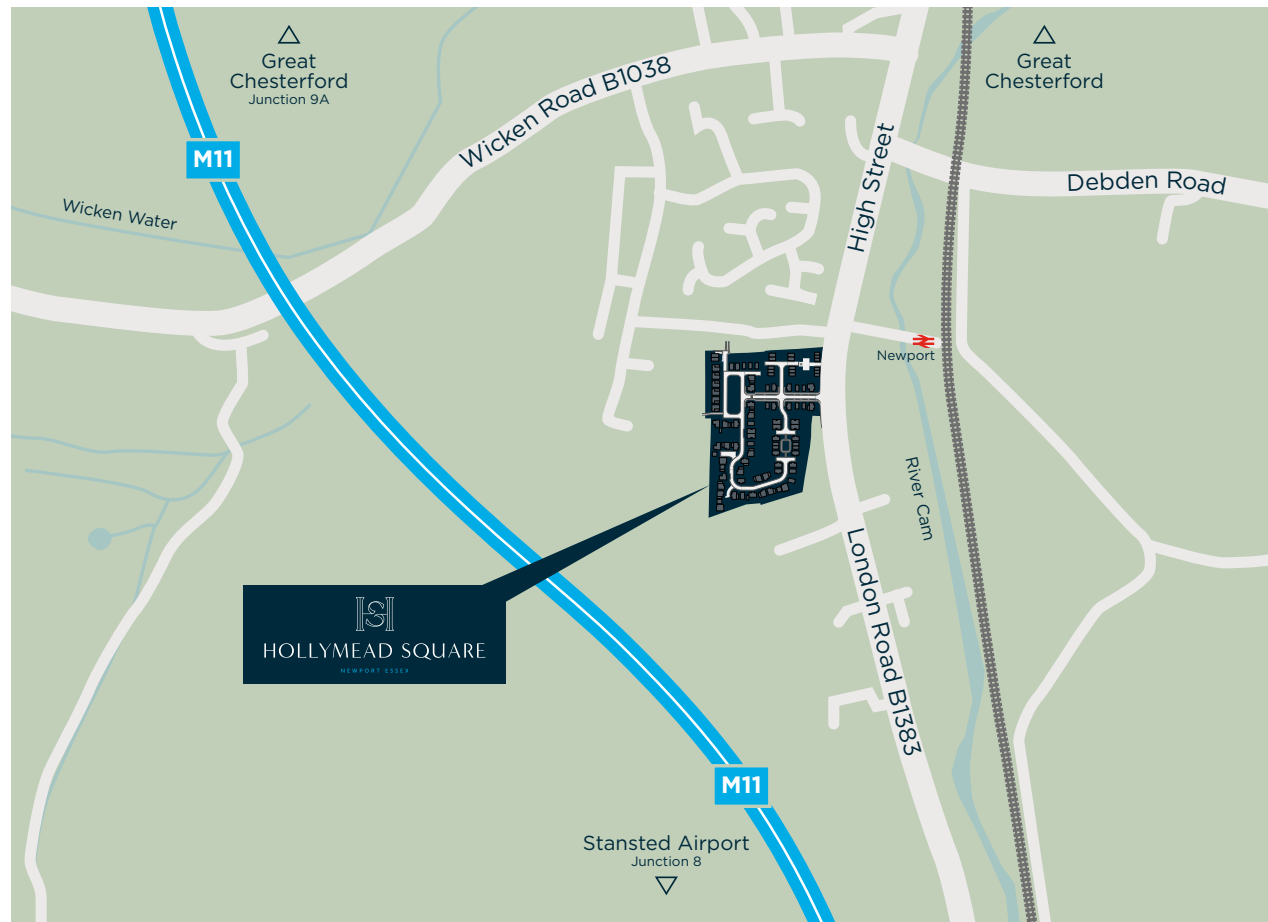 Great
Chesterford
Junction 9A
Great
Chesterford
Wicken Road B1038
M11
High Street
Debden Road
Wicken Water
Newport
River Cam
London Road B1383
HS
HOLLYMEAD SQUARE
NEWPORT ESSEX
M11
Stansted Airport
Junction 8